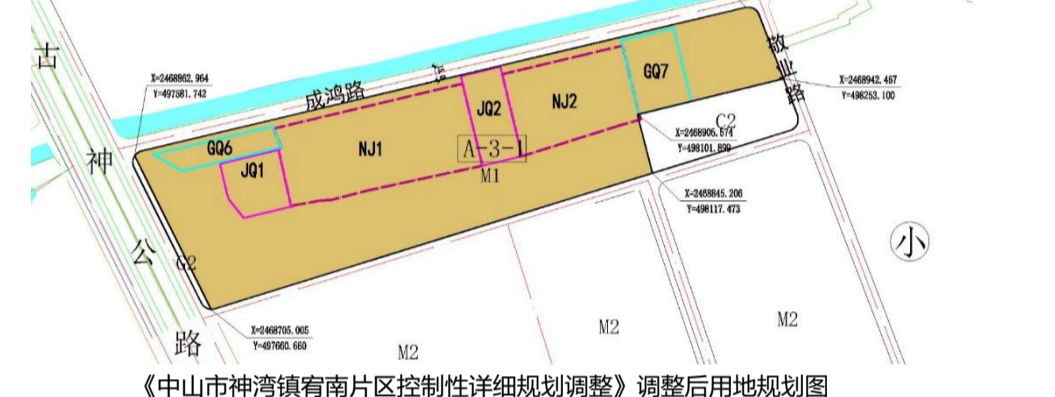 古
神
公
路
成鸿路
敬业路
X=2468862.964
Y=497581.742
X=2468942.467
Y=498253.100
GQ7
NJ2
JQ2
C2
GQ6
NJ1
A-3-1
X=2468906.574
Y=498101.899
JQ1
M1
X=2468845.206
Y=498117.473
小
G2
X=2468705.005
Y=497660.660
M2
M2
M2
《中山市神湾镇宥南片区控制性详细规划调整》调整后用地规划图